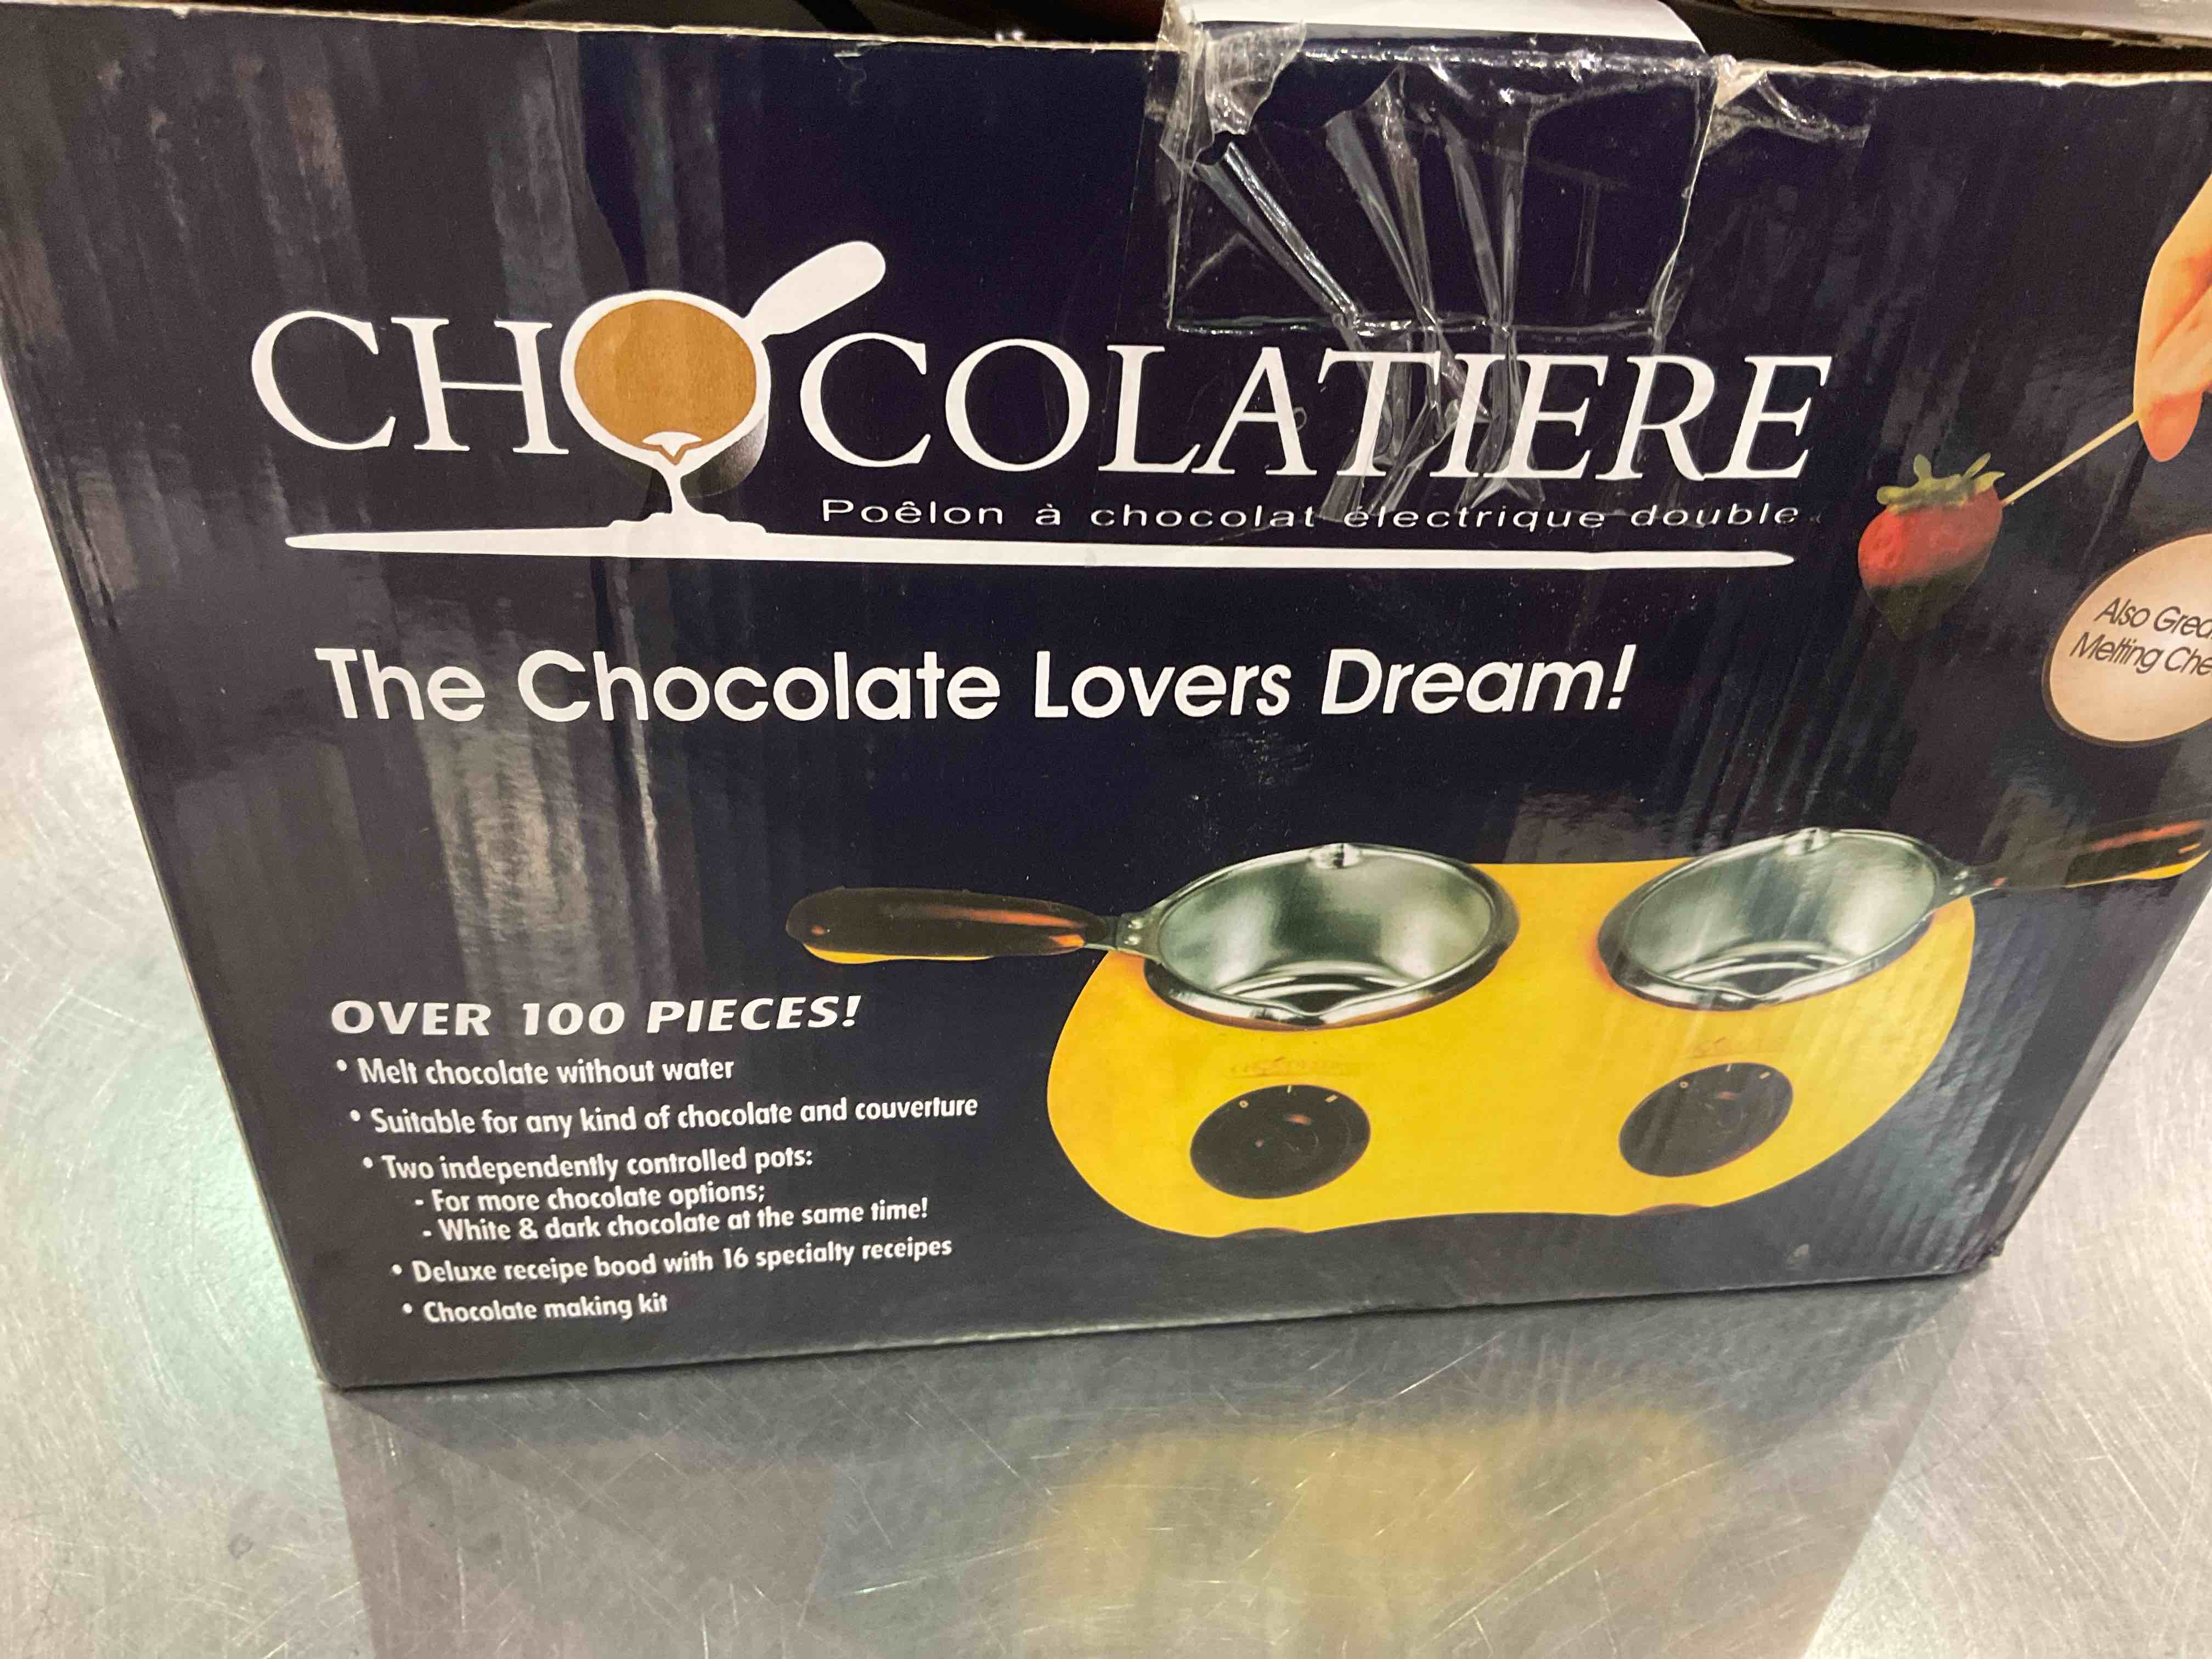 CHOCOLATIERE
Poêlon à chocolat électrique double
The Chocolate Lovers Dream!
Also
Melting
OVER 100 PIECES!
• Melt chocolate without water
• Suitable for any kind of chocolate and couverture
• Two independently controlled pots:
- For more chocolate options;
- White & dark chocolate at the same time!
• Deluxe receipe bood with 16 specialty receipes
• Chocolate making kit